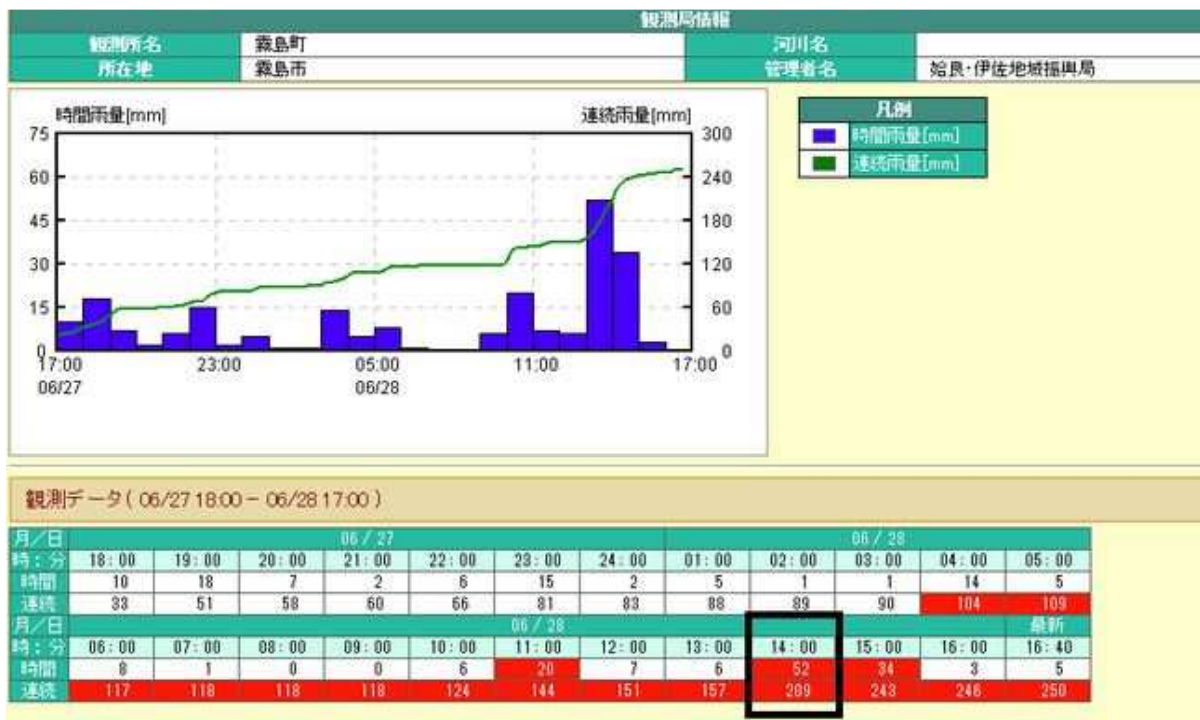 観測局情報
観測所名 霧島町 河川名
所在地 霧島市 管理者名 姶良・伊佐地域振興局
時間雨量[mm] 連続雨量[mm]
凡例
時間雨量[mm]
連続雨量[mm]
75 300
60 240
45 180
30 120
15 60
0 0
17:00 23:00 05:00 11:00 17:00
06/27 06/28
観測データ( 06/27 18:00 - 06/28 17:00 )
月/日 06/27 06/28
時:分 18:00 19:00 20:00 21:00 22:00 23:00 24:00 01:00 02:00 03:00 04:00 05:00
時間 10 18 7 2 6 15 2 5 1 1 14 5
連続 33 51 58 60 66 81 83 88 89 90 104 109
月/日 06/28 最新
時:分 06:00 07:00 08:00 09:00 10:00 11:00 12:00 13:00 14:00 15:00 16:00 16:40
時間 8 1 0 0 6 20 7 6 52 34 3 5
連続 117 118 118 118 124 144 151 157 209 243 246 250